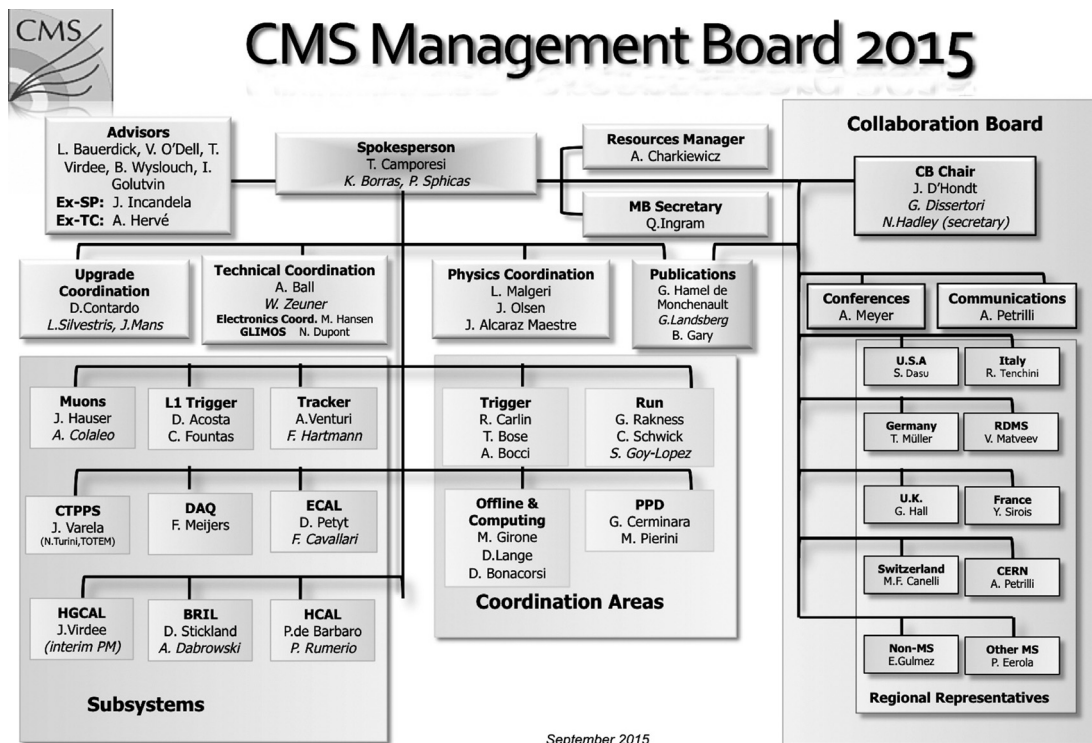 CMS
CMS Management Board 2015
Advisors
L. Bauerdick, V. O'Dell, T.
Virdee, B. Wyslouch, I.
Golutvin
Ex-SP: J. Incandela
Ex-TC: A. Hervé
Spokesperson
T. Camporesi
K. Borras, P. Sphicas
Resources Manager
A. Charkiewicz
MB Secretary
Q.Ingram
Collaboration Board
CB Chair
J. D'Hondt
G. Dissertori
N.Hadley (secretary)
Upgrade
Coordination
D.Contardo
L.Silvestris, J.Mans
Technical Coordination
A. Ball
W. Zeuner
Electronics Coord. M. Hansen
GLIMOS N. Dupont
Physics Coordination
L. Malgeri
J. Olsen
J. Alcaraz Maestre
Publications
G. Hamel de
Monchenault
G.Landsberg
B. Gary
Conferences
A. Meyer
Communications
A. Petrilli
Muons
J. Hauser
A. Colaleo
L1 Trigger
D. Acosta
C. Fountas
Tracker
A.Venturi
F. Hartmann
Trigger
R. Carlin
T. Bose
A. Bocci
Run
G. Rakness
C. Schwick
S. Goy-Lopez
CTPPS
J. Varela
(N.Turini,TOTEM)
DAQ
F. Meijers
ECAL
D. Petyt
F. Cavallari
Offline &
Computing
M. Girone
D.Lange
D. Bonacorsi
PPD
G. Cerminara
M. Pierini
HGCAL
J.Virdee
(interim PM)
BRIL
D. Stickland
A. Dabrowski
HCAL
P.de Barbaro
P. Rumerio
Coordination Areas
Subsystems
U.S.A
S. Dasu
Italy
R. Tenchini
Germany
T. Müller
RDMS
V. Matveev
U.K.
G. Hall
France
Y. Sirois
Switzerland
M.F. Canelli
CERN
A. Petrilli
Non-MS
E.Gulmez
Other MS
P. Eerola
Regional Representatives
September 2015